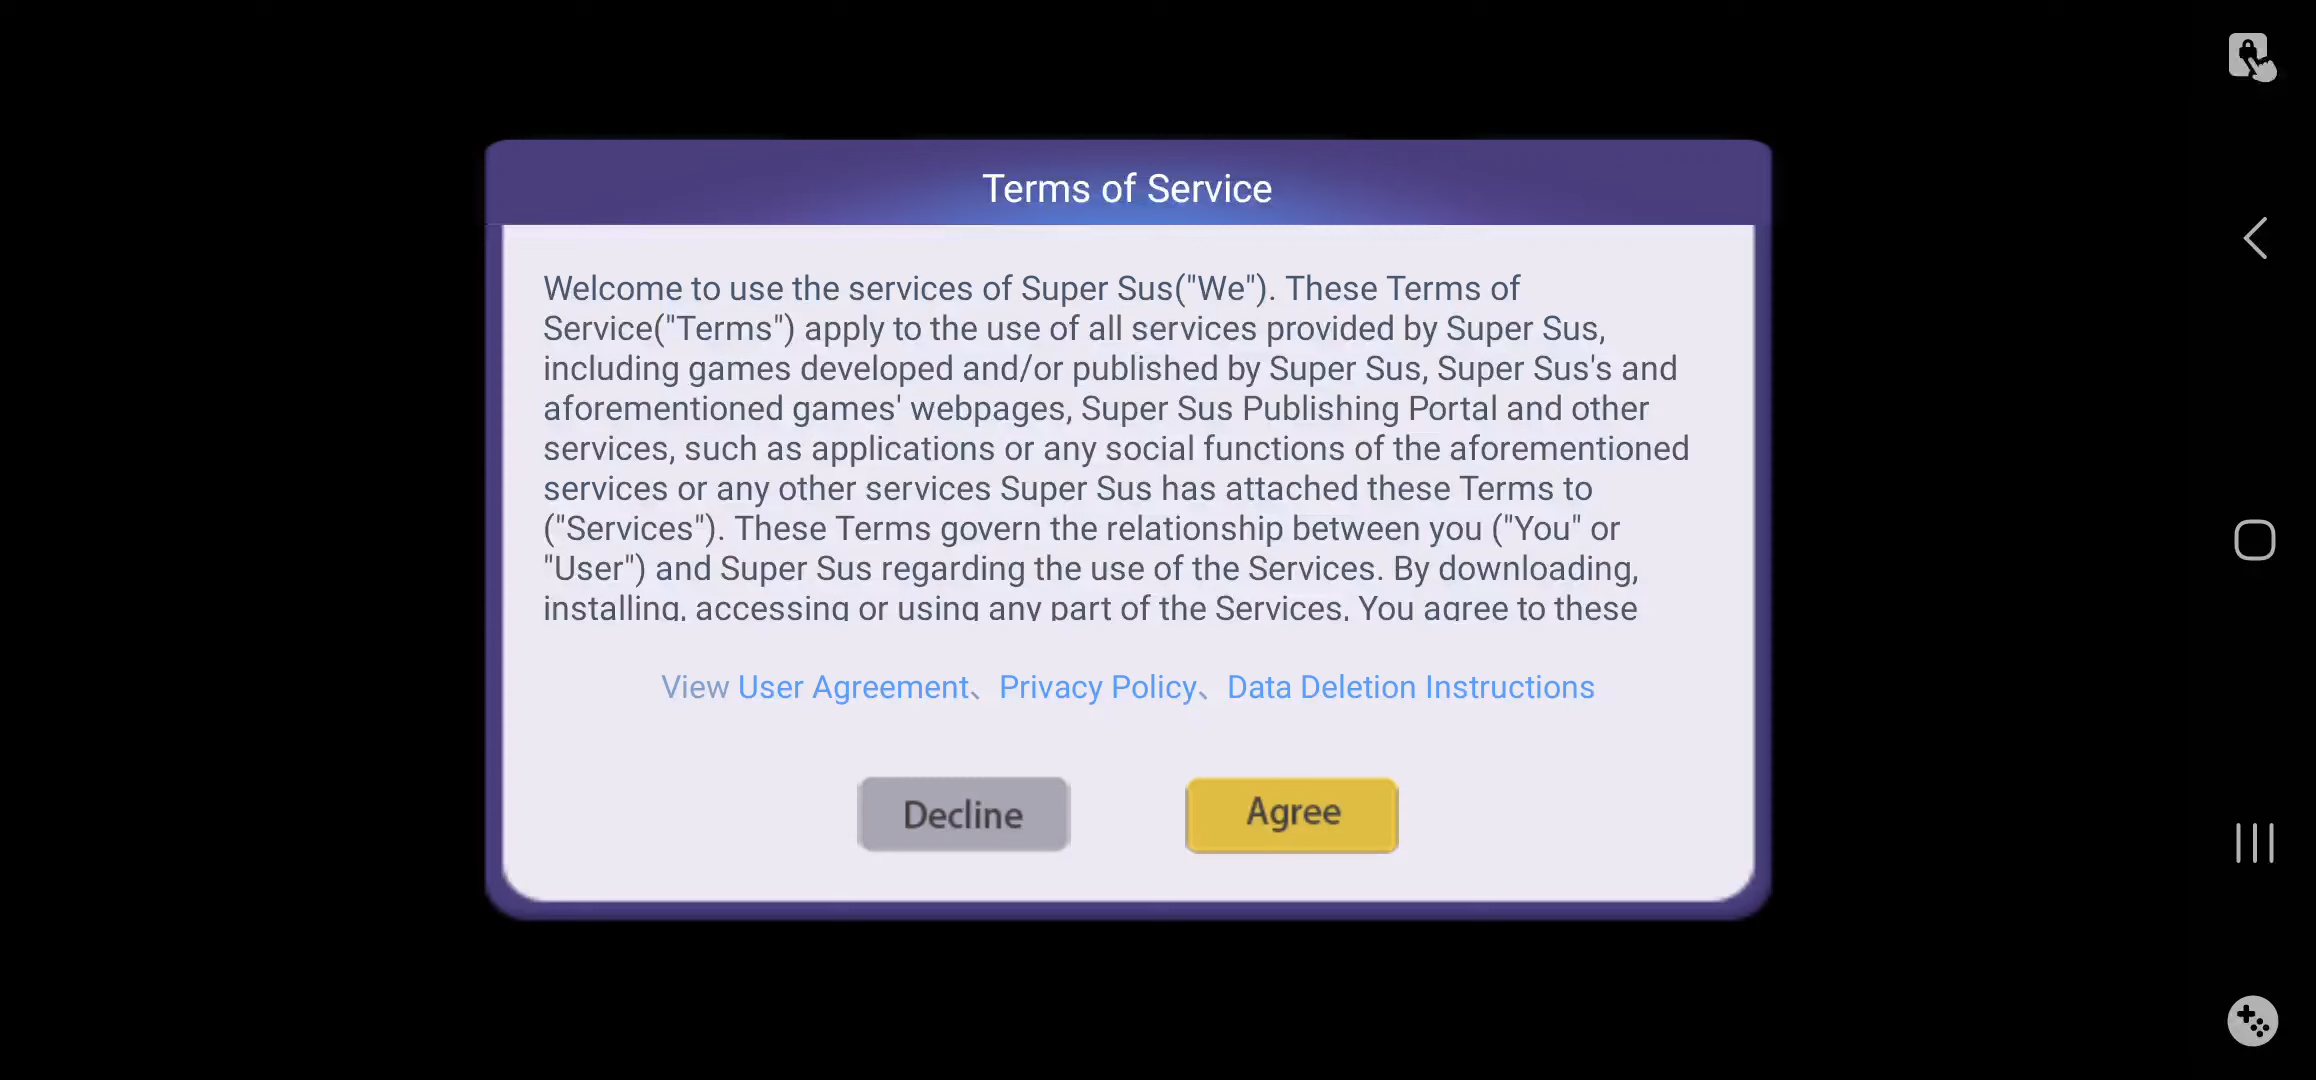 Terms of Service
Welcome to use the services of Super Sus("We"). These Terms of
Service("Terms") apply to the use of all services provided by Super Sus,
including games developed and/or published by Super Sus, Super Sus's and
aforementioned games' webpages, Super Sus Publishing Portal and other
services, such as applications or any social functions of the aforementioned
services or any other services Super Sus has attached these Terms to
("Services"). These Terms govern the relationship between you ("You" or
"User") and Super Sus regarding the use of the Services. By downloading,
installing, accessing or using any part of the Services, You agree to these
View User Agreement、Privacy Policy、Data Deletion Instructions
Decline
Agree